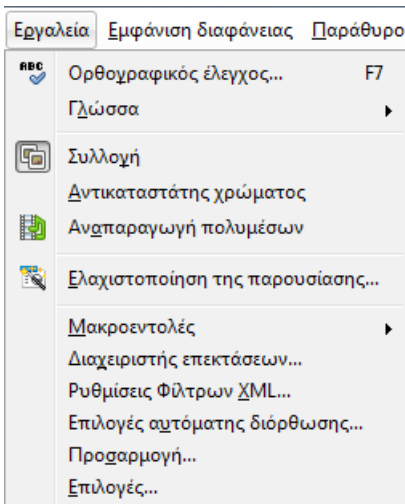 Εργαλεία Εμφάνιση διαφάνειας Παράθυρο
ABC Ορθογραφικός έλεγχος... F7
Γλώσσα
Συλλογή
Αντικαταστάτης χρώματος
Αναπαραγωγή πολυμέσων
Ελαχιστοποίηση της παρουσίασης...
Μακροεντολές
Διαχειριστής επεκτάσεων...
Ρυθμίσεις Φίλτρων XML...
Επιλογές αυτόματης διόρθωσης...
Προσαρμογή...
Επιλογές...